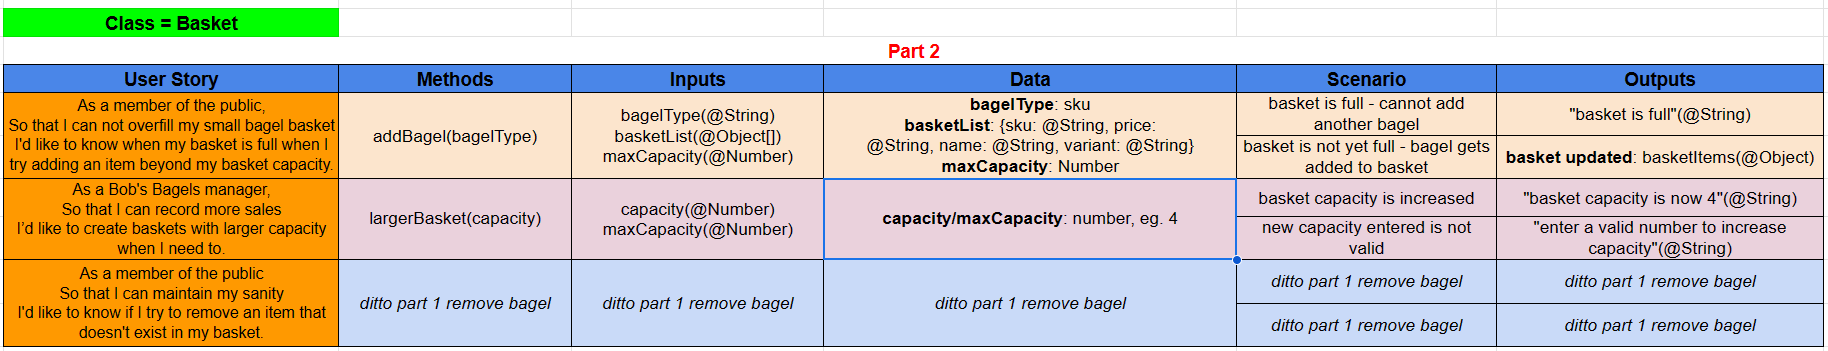 Class = Basket
Part 2
User Story
Methods
Inputs
Data
Scenario
Outputs
As a member of the public,
So that I can not overfill my small bagel basket
I'd like to know when my basket is full when I
try adding an item beyond my basket capacity.
addBagel(bagelType)
bagelType(@String)
basketList(@Object[])
maxCapacity(@Number)
bagelType: sku
basketList: {sku: @String, price:
@String, name: @String, variant: @String}
maxCapacity: Number
basket is full - cannot add
another bagel
"basket is full"(@String)
basket is not yet full - bagel gets
added to basket
basket updated: basketItems(@Object)
As a Bob's Bagels manager,
So that I can record more sales
I'd like to create baskets with larger capacity
when I need to.
largerBasket(capacity)
capacity(@Number)
maxCapacity(@Number)
capacity/maxCapacity: number, eg. 4
basket capacity is increased
"basket capacity is now 4"(@String)
new capacity entered is not
valid
"enter a valid number to increase
capacity"(@String)
As a member of the public
So that I can maintain my sanity
I'd like to know if I try to remove an item that
doesn't exist in my basket.
ditto part 1 remove bagel
ditto part 1 remove bagel
ditto part 1 remove bagel
ditto part 1 remove bagel
ditto part 1 remove bagel
ditto part 1 remove bagel
ditto part 1 remove bagel